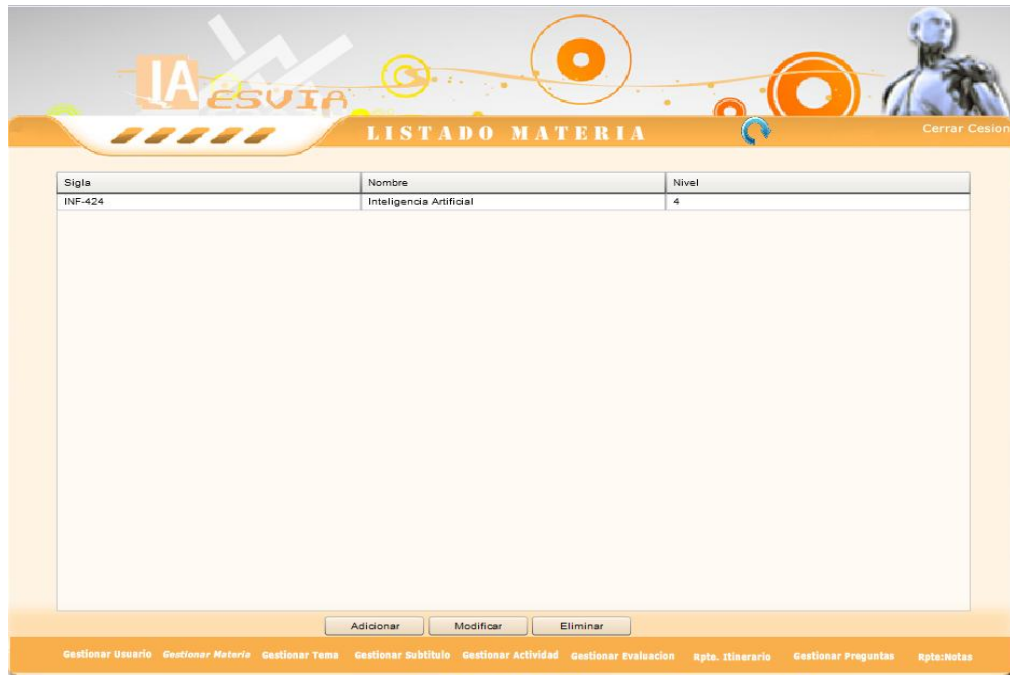 IA
ESVIA
LISTADO MATERIA
Cerrar Cesion
Sigla Nombre Nivel
INF-424 Inteligencia Artificial 4
Adicionar Modificar Eliminar
Gestionar Usuario Gestionar Materia Gestionar Tema Gestionar Subtitulo Gestionar Actividad Gestionar Evaluacion Rpte. Itinerario Gestionar Preguntas Rpte:Notas